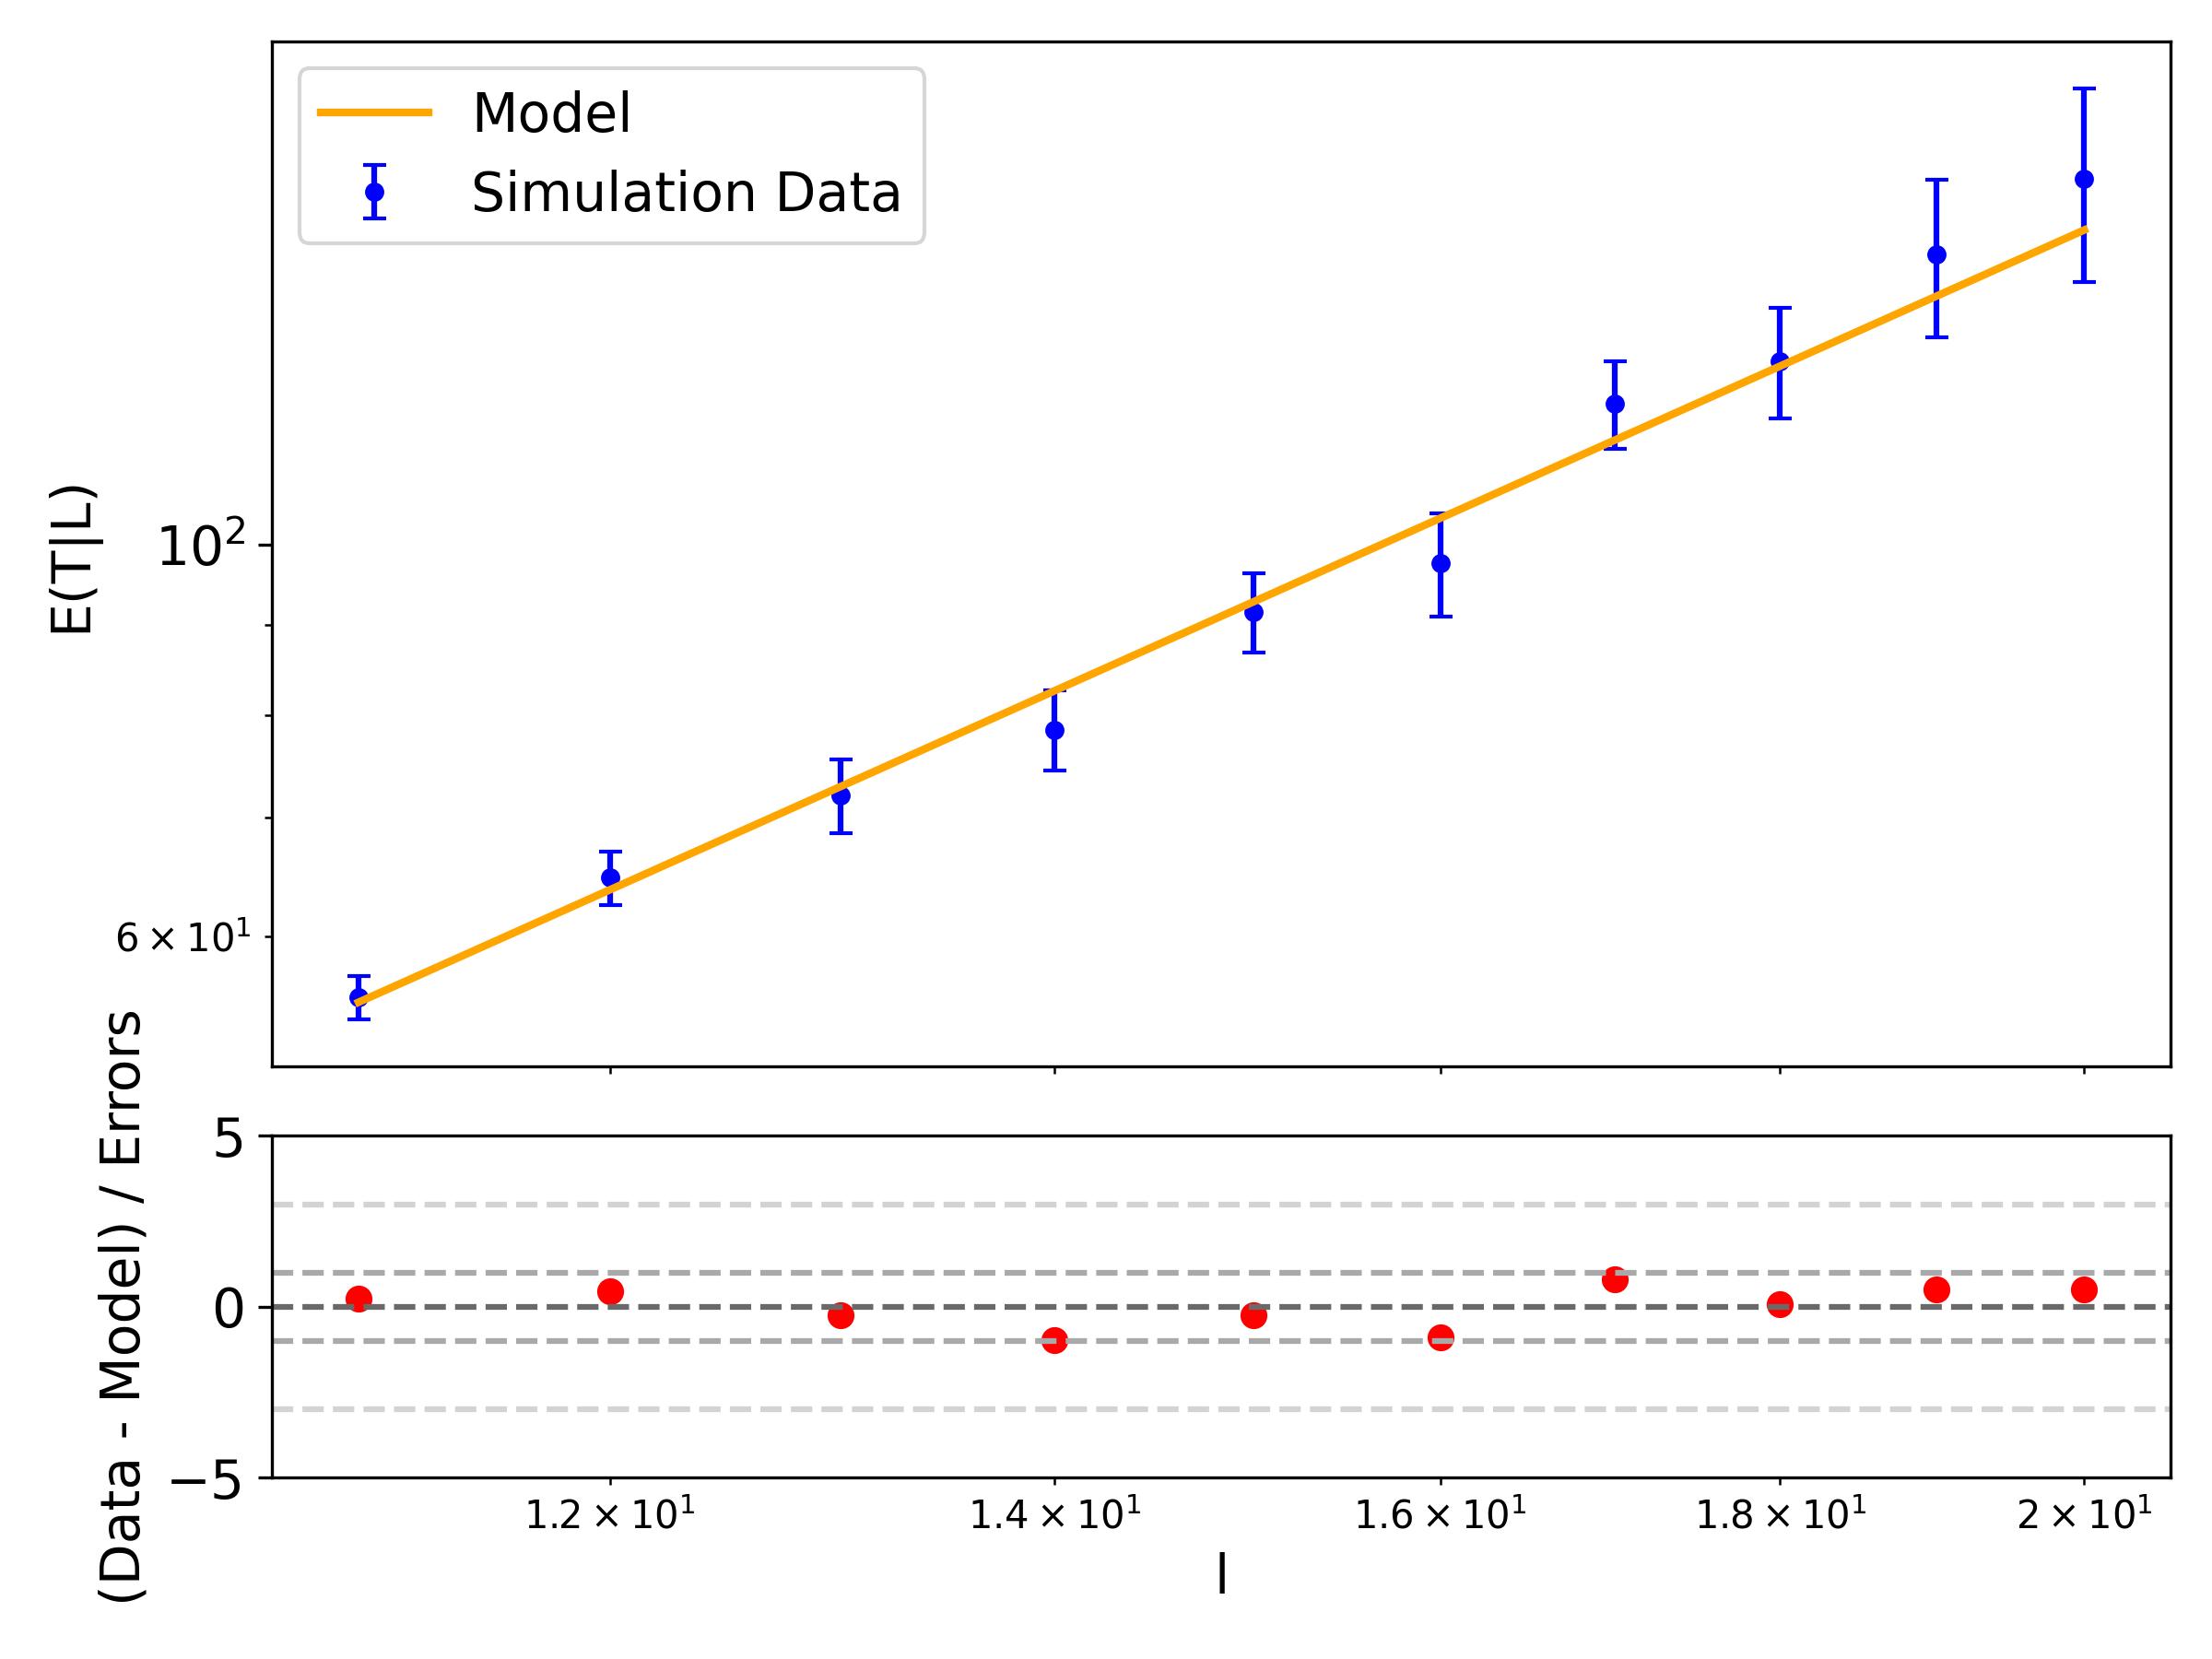 Model
Simulation Data
E(T|L)
10²
6 × 10¹
(Data - Model) / Errors
5
0
−5
1.2 × 10¹
1.4 × 10¹
1.6 × 10¹
1.8 × 10¹
2 × 10¹
l